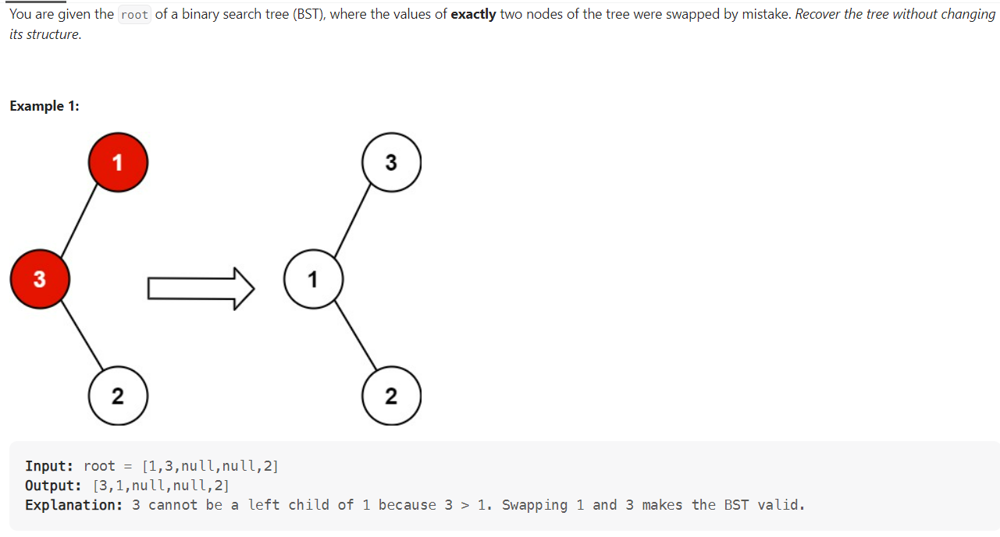 You are given the root of a binary search tree (BST), where the values of exactly two nodes of the tree were swapped by mistake. Recover the tree without changing
its structure.
Example 1:
1
3
3
1
2
2
Input: root = [1,3,null,null,2]
Output: [3,1,null,null,2]
Explanation: 3 cannot be a left child of 1 because 3 > 1. Swapping 1 and 3 makes the BST valid.